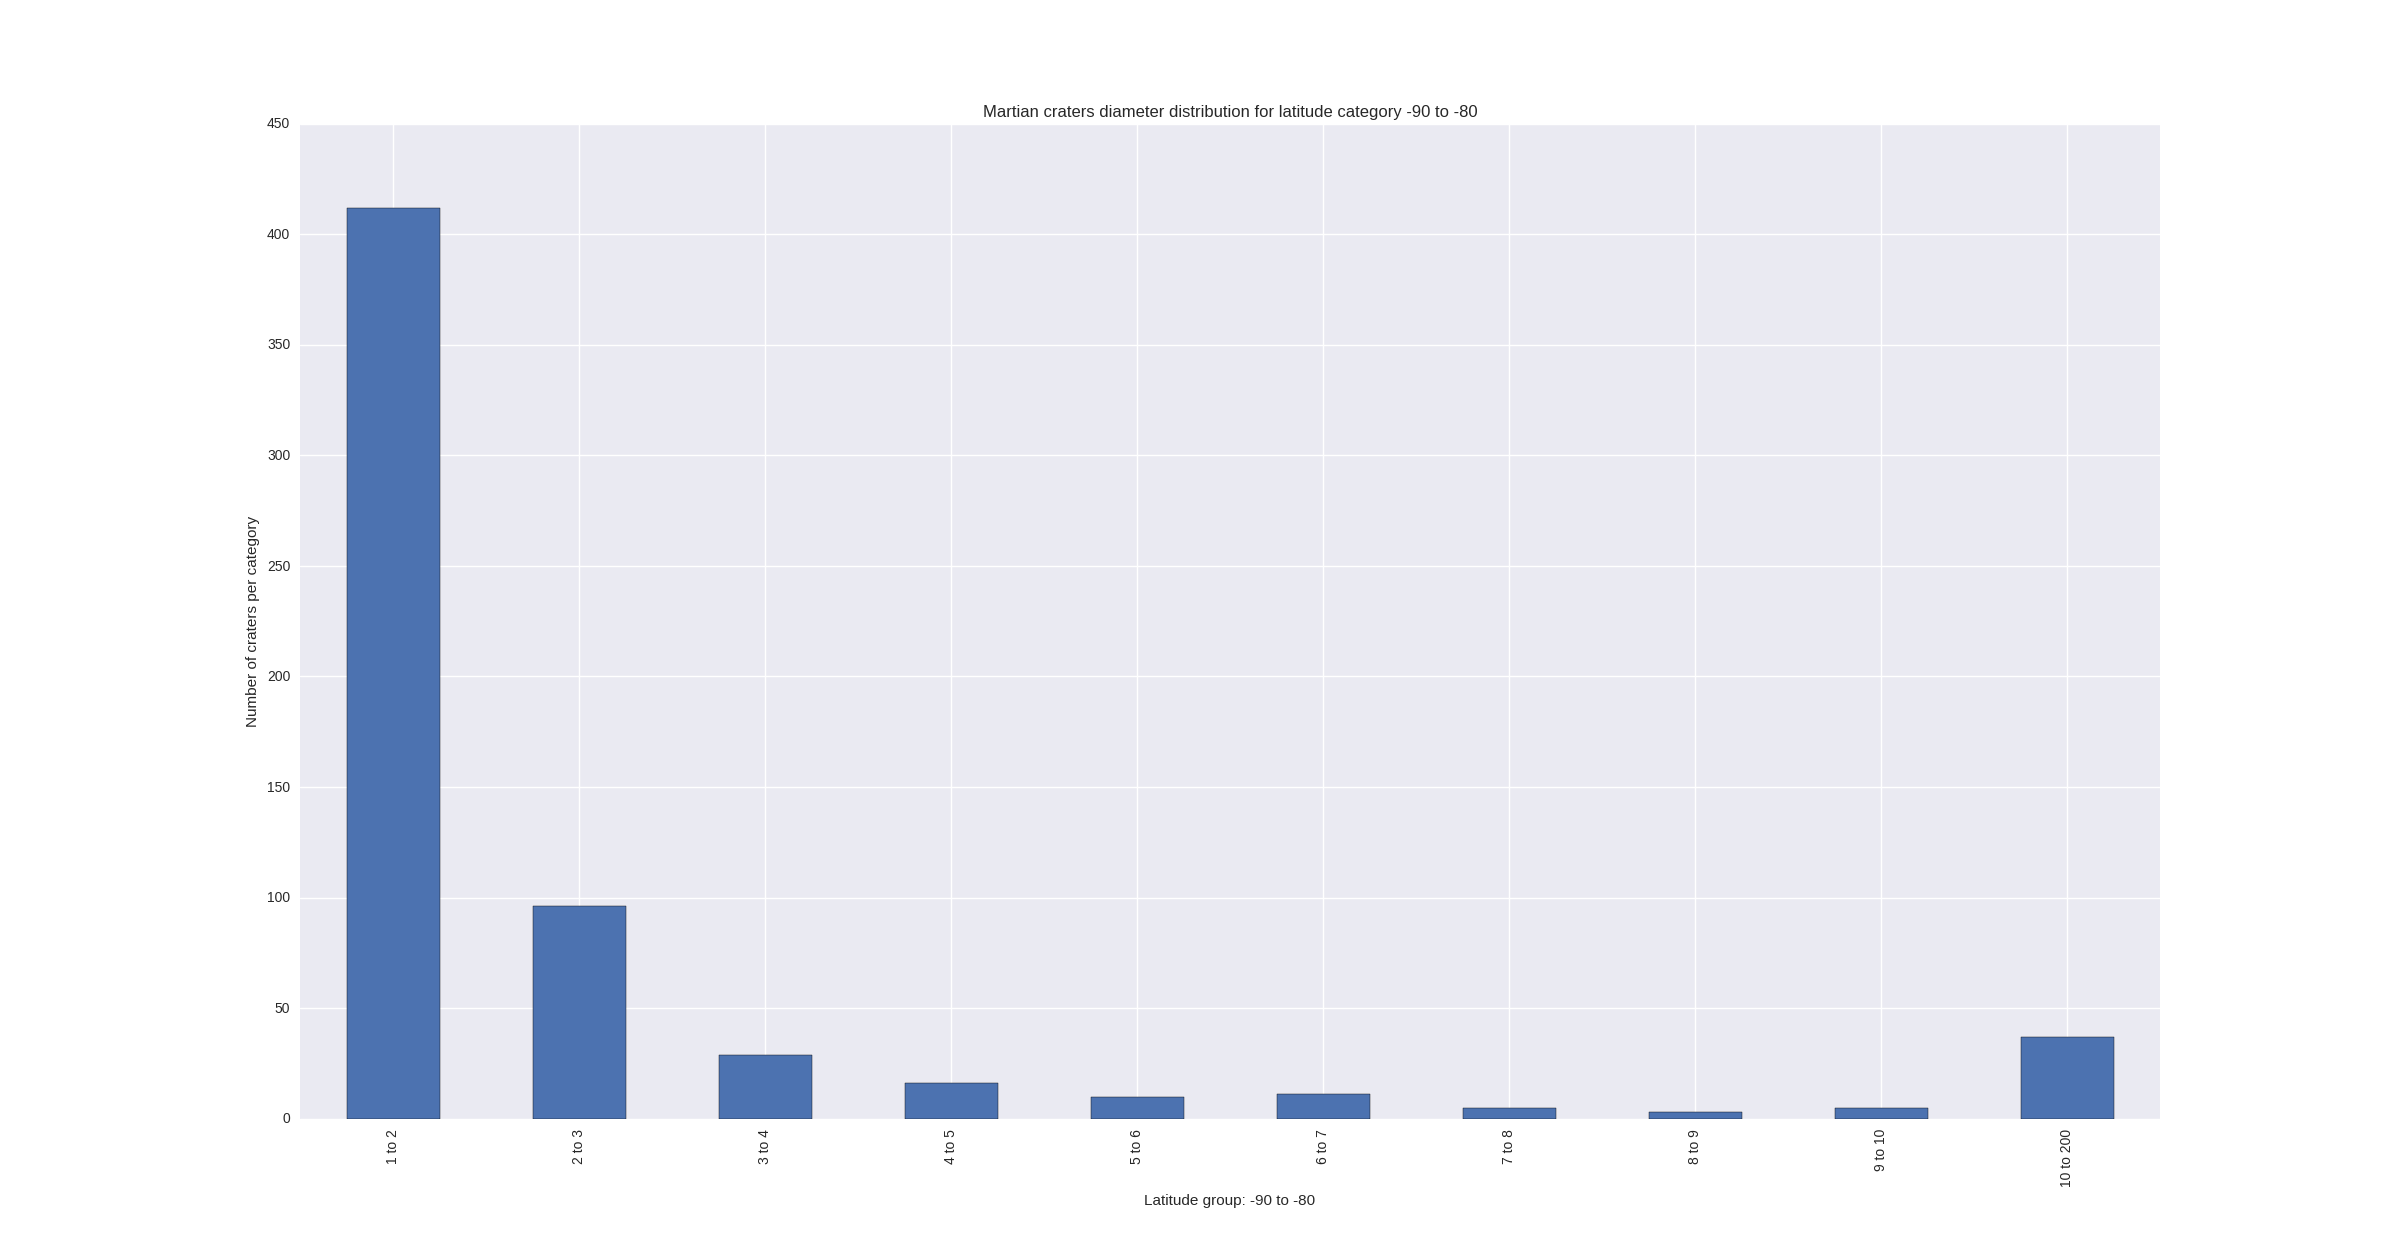 Martian craters diameter distribution for latitude category -90 to -80
450
400
350
300
250
200
150
100
50
0
Number of craters per category
1 to 2
2 to 3
3 to 4
4 to 5
5 to 6
6 to 7
7 to 8
8 to 9
9 to 10
10 to 200
Latitude group: -90 to -80